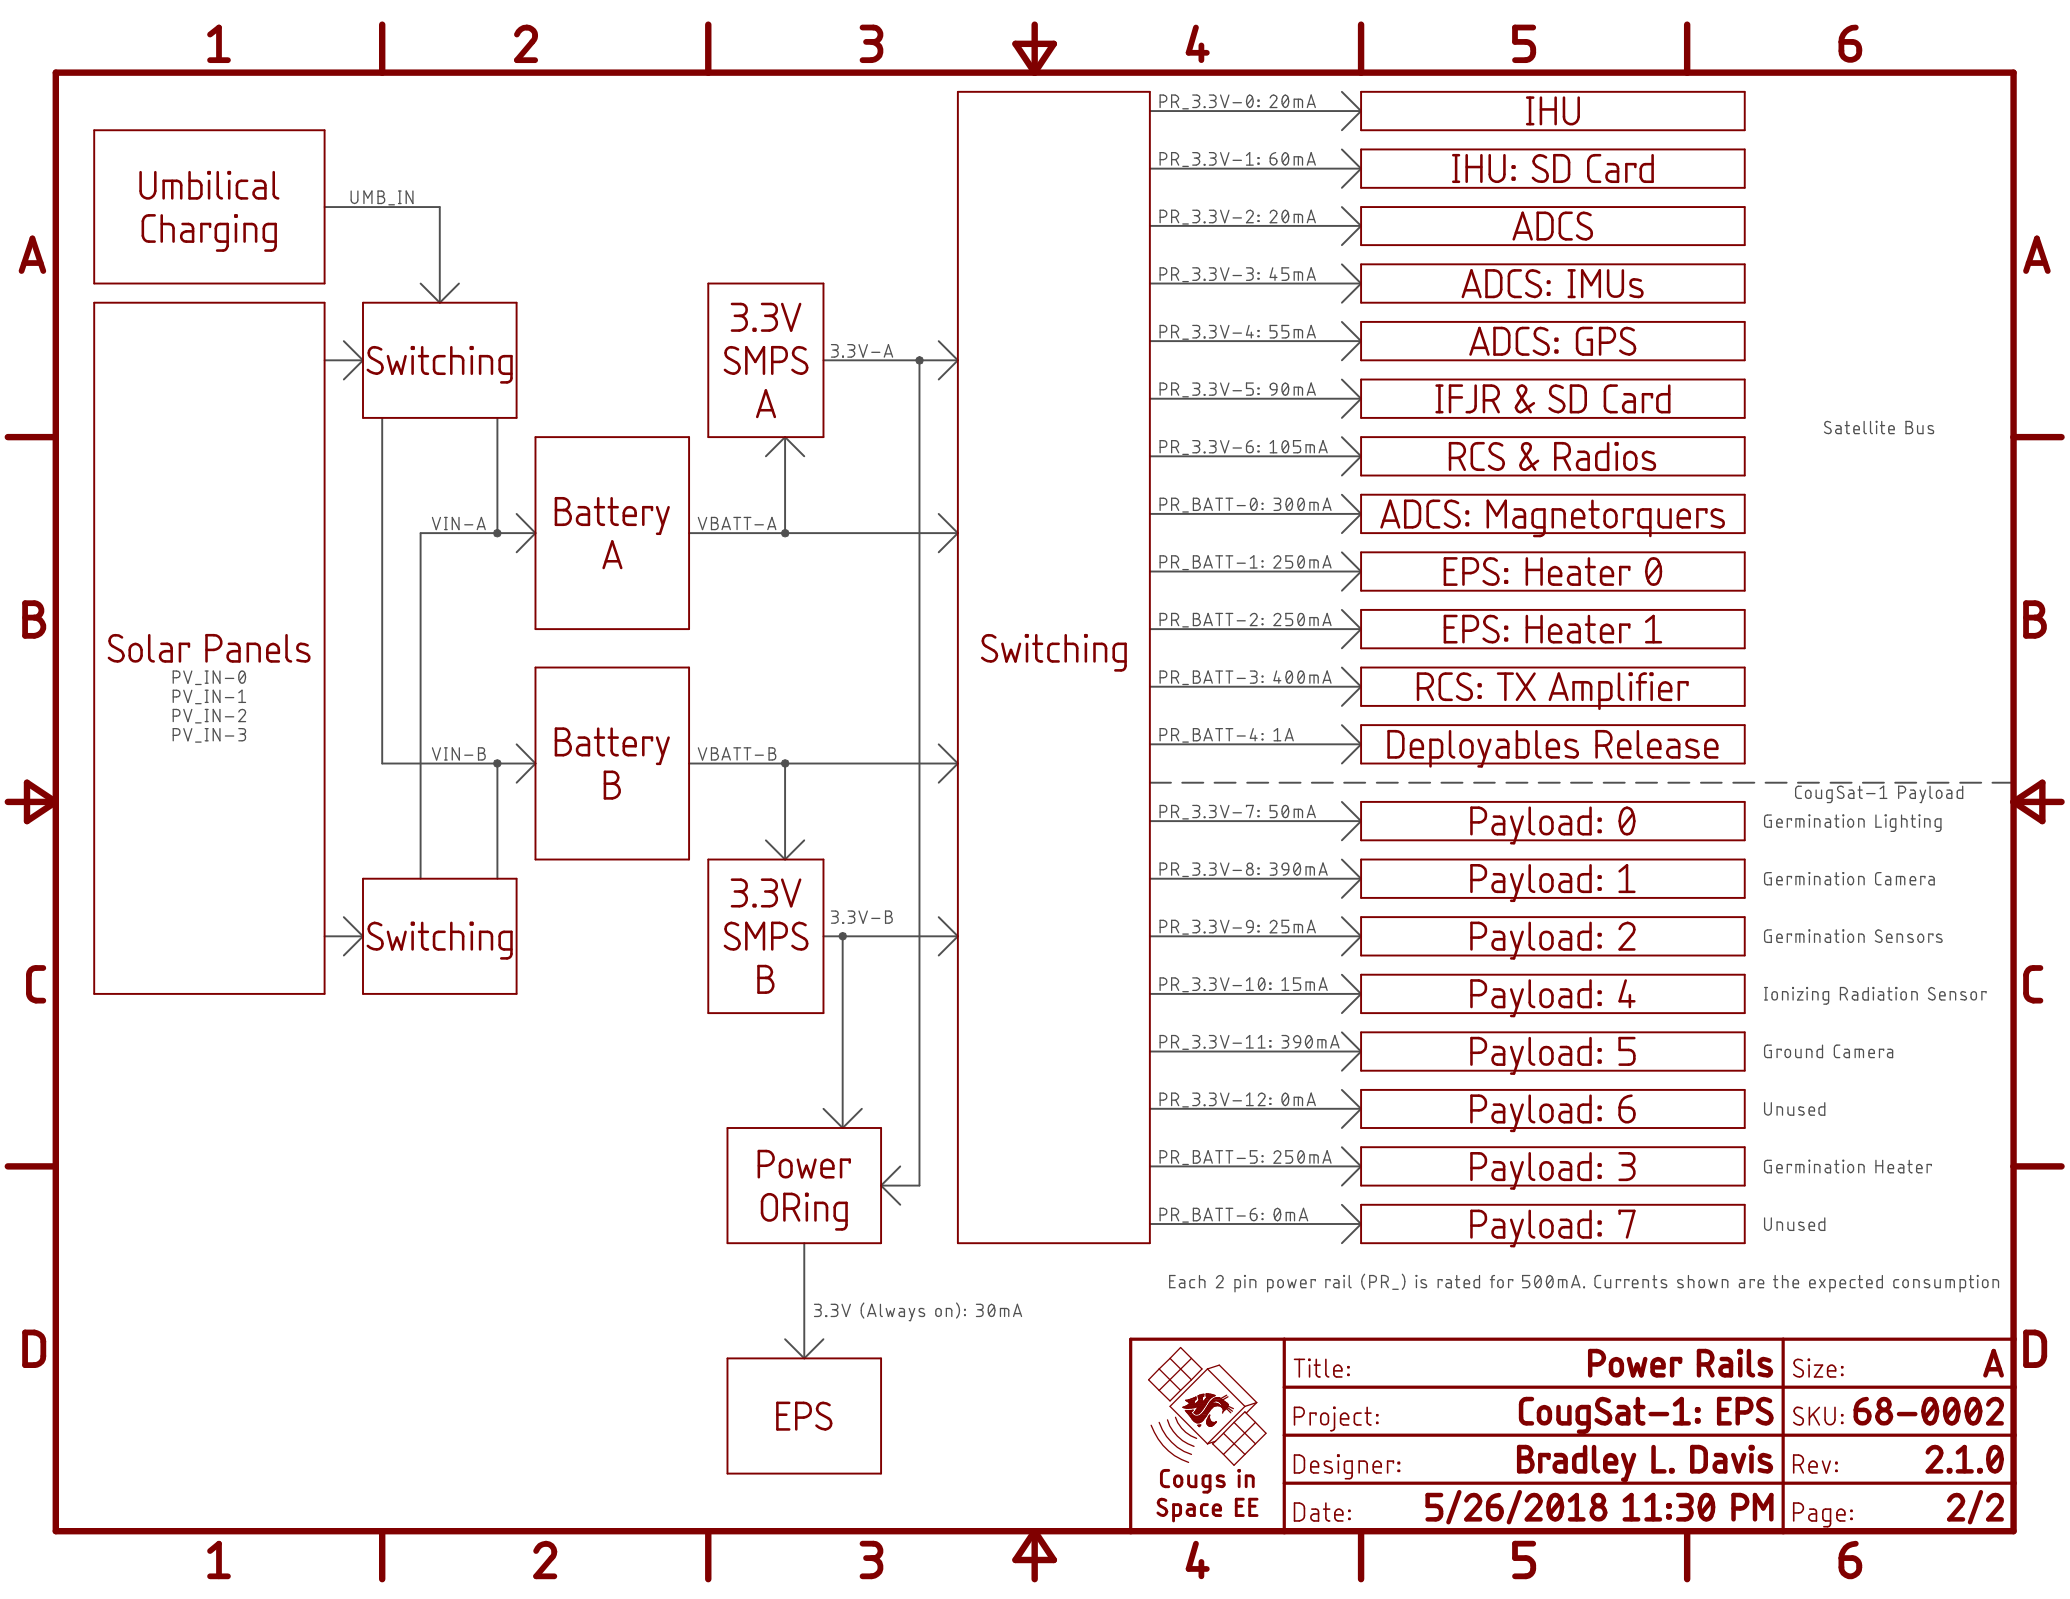 1 2 3 4 5 6
A
B
C
D
A
B
C
D
Umbilical
Charging
UMB_IN
Solar Panels
PV_IN-0
PV_IN-1
PV_IN-2
PV_IN-3
Switching
Switching
VIN-A
VIN-B
Battery
A
Battery
B
VBATT-A
VBATT-B
3.3V
SMPS
A
3.3V-A
3.3V
SMPS
B
3.3V-B
Power
ORing
3.3V (Always on): 30mA
EPS
Switching
PR_3.3V-0: 20mA
IHU
PR_3.3V-1: 60mA
IHU: SD Card
PR_3.3V-2: 20mA
ADCS
PR_3.3V-3: 45mA
ADCS: IMUs
PR_3.3V-4: 55mA
ADCS: GPS
PR_3.3V-5: 90mA
IFJR & SD Card
PR_3.3V-6: 105mA
RCS & Radios
Satellite Bus
PR_BATT-0: 300mA
ADCS: Magnetorquers
PR_BATT-1: 250mA
EPS: Heater 0
PR_BATT-2: 250mA
EPS: Heater 1
PR_BATT-3: 400mA
RCS: TX Amplifier
PR_BATT-4: 1A
Deployables Release
CougSat-1 Payload
PR_3.3V-7: 50mA
Payload: 0
Germination Lighting
PR_3.3V-8: 390mA
Payload: 1
Germination Camera
PR_3.3V-9: 25mA
Payload: 2
Germination Sensors
PR_3.3V-10: 15mA
Payload: 4
Ionizing Radiation Sensor
PR_3.3V-11: 390mA
Payload: 5
Ground Camera
PR_3.3V-12: 0mA
Payload: 6
Unused
PR_BATT-5: 250mA
Payload: 3
Germination Heater
PR_BATT-6: 0mA
Payload: 7
Unused
Each 2 pin power rail (PR_) is rated for 500mA. Currents shown are the expected consumption
Cougs in
Space EE
Title: Power Rails
Size: A
Project: CougSat-1: EPS
SKU: 68-0002
Designer: Bradley L. Davis
Rev: 2.1.0
Date: 5/26/2018 11:30 PM
Page: 2/2
1 2 3 4 5 6